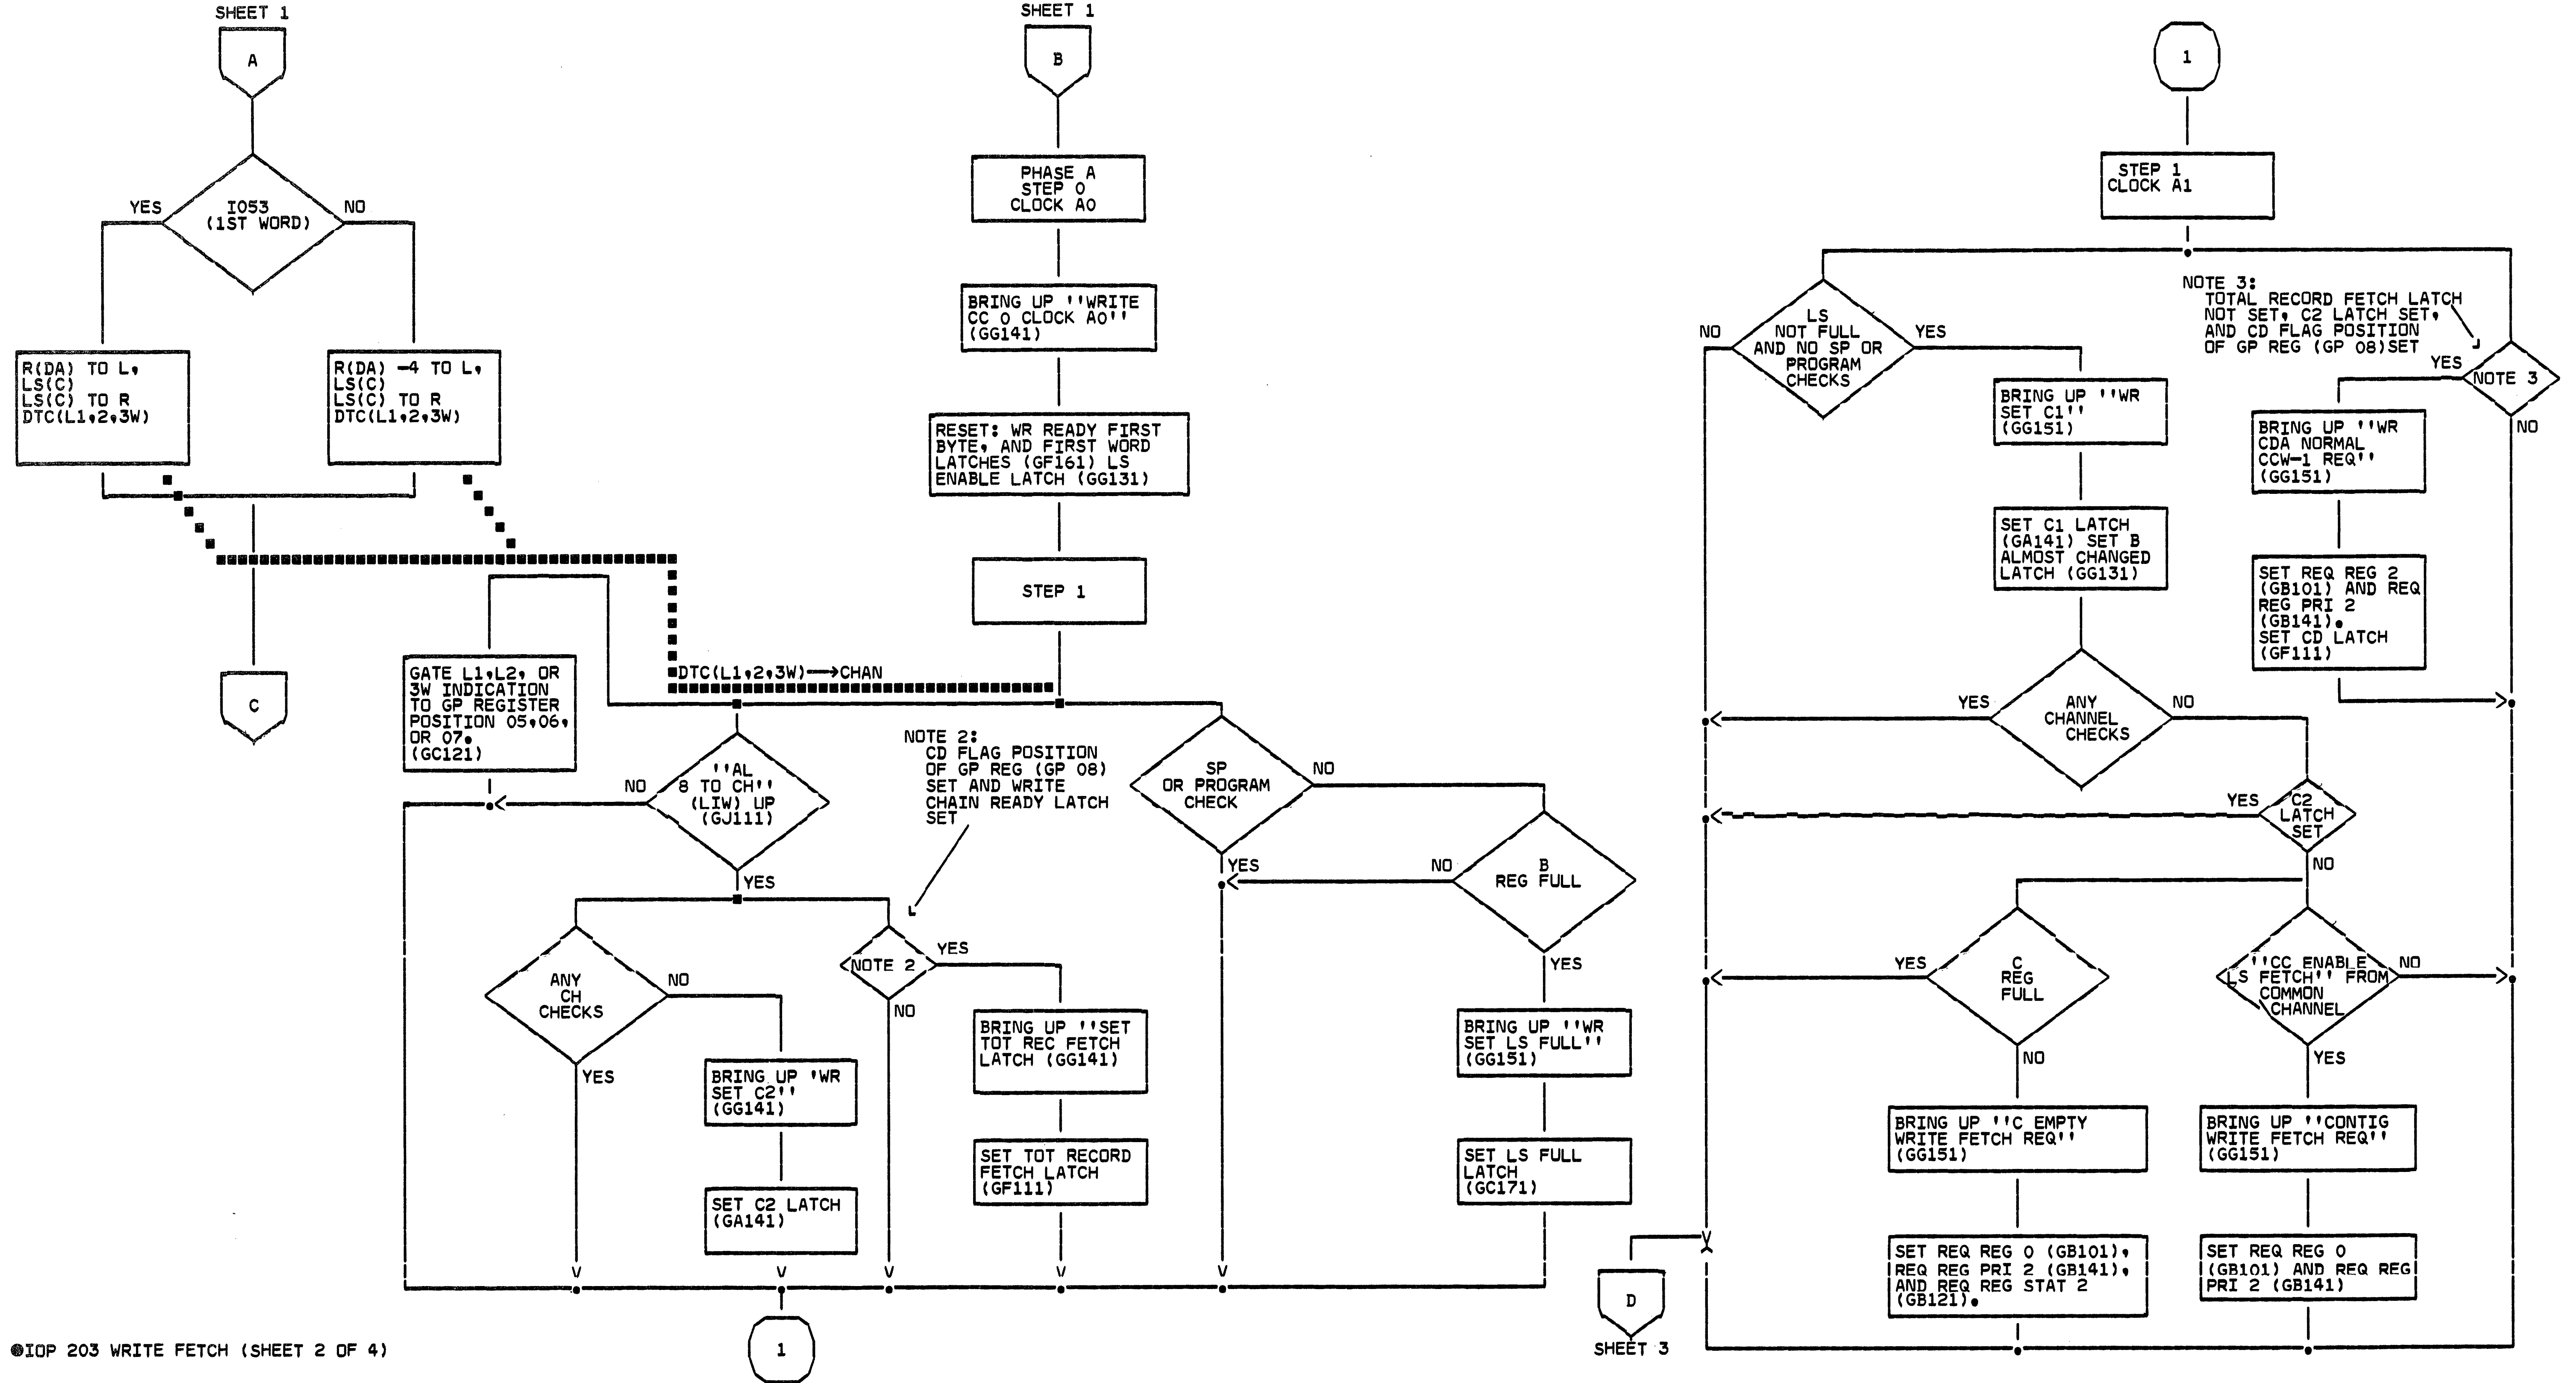 SHEET 1
A
IO53
(1ST WORD)
YES
NO
R(DA) TO L,
LS(C)
LS(C) TO R
DTC(L1,2,3W)
R(DA) -4 TO L,
LS(C)
LS(C) TO R
DTC(L1,2,3W)
C
SHEET 1
B
PHASE A
STEP 0
CLOCK A0
BRING UP ''WRITE
CC 0 CLOCK A0''
(GG141)
RESET: WR READY FIRST
BYTE, AND FIRST WORD
LATCHES (GF161) LS
ENABLE LATCH (GG131)
STEP 1
DTC(L1,2,3W)→CHAN
GATE L1,L2, OR
3W INDICATION
TO GP REGISTER
POSITION 05,06,
OR 07.
(GC121)
''AL
8 TO CH''
(LIW) UP
(GJ111)
NO
YES
NOTE 2:
CD FLAG POSITION
OF GP REG (GP 08)
SET AND WRITE
CHAIN READY LATCH
SET
SP
OR PROGRAM
CHECK
NO
YES
B
REG FULL
NO
YES
ANY
CH
CHECKS
NO
YES
NOTE 2
YES
NO
BRING UP 'WR
SET C2''
(GG141)
SET C2 LATCH
(GA141)
BRING UP ''SET
TOT REC FETCH
LATCH (GG141)
SET TOT RECORD
FETCH LATCH
(GF111)
BRING UP ''WR
SET LS FULL''
(GG151)
SET LS FULL
LATCH
(GC171)
1
1
STEP 1
CLOCK A1
LS
NOT FULL
AND NO SP OR
PROGRAM
CHECKS
NO
YES
NOTE 3:
TOTAL RECORD FETCH LATCH
NOT SET, C2 LATCH SET,
AND CD FLAG POSITION
OF GP REG (GP 08)SET
YES
NOTE 3
NO
BRING UP ''WR
SET C1''
(GG151)
BRING UP ''WR
CDA NORMAL
CCW-1 REQ''
(GG151)
SET C1 LATCH
(GA141) SET B
ALMOST CHANGED
LATCH (GG131)
SET REQ REG 2
(GB101) AND REQ
REG PRI 2
(GB141).
SET CD LATCH
(GF111)
ANY
CHANNEL
CHECKS
YES
NO
C2
LATCH
SET
YES
NO
C
REG
FULL
YES
NO
''CC ENABLE
LS FETCH'' FROM
COMMON
CHANNEL
NO
YES
BRING UP ''C EMPTY
WRITE FETCH REQ''
(GG151)
BRING UP ''CONTIG
WRITE FETCH REQ''
(GG151)
SET REQ REG 0 (GB101),
REQ REG PRI 2 (GB141),
AND REQ REG STAT 2
(GB121).
SET REQ REG 0
(GB101) AND REQ REG
PRI 2 (GB141)
D
SHEET 3
IOP 203 WRITE FETCH (SHEET 2 OF 4)